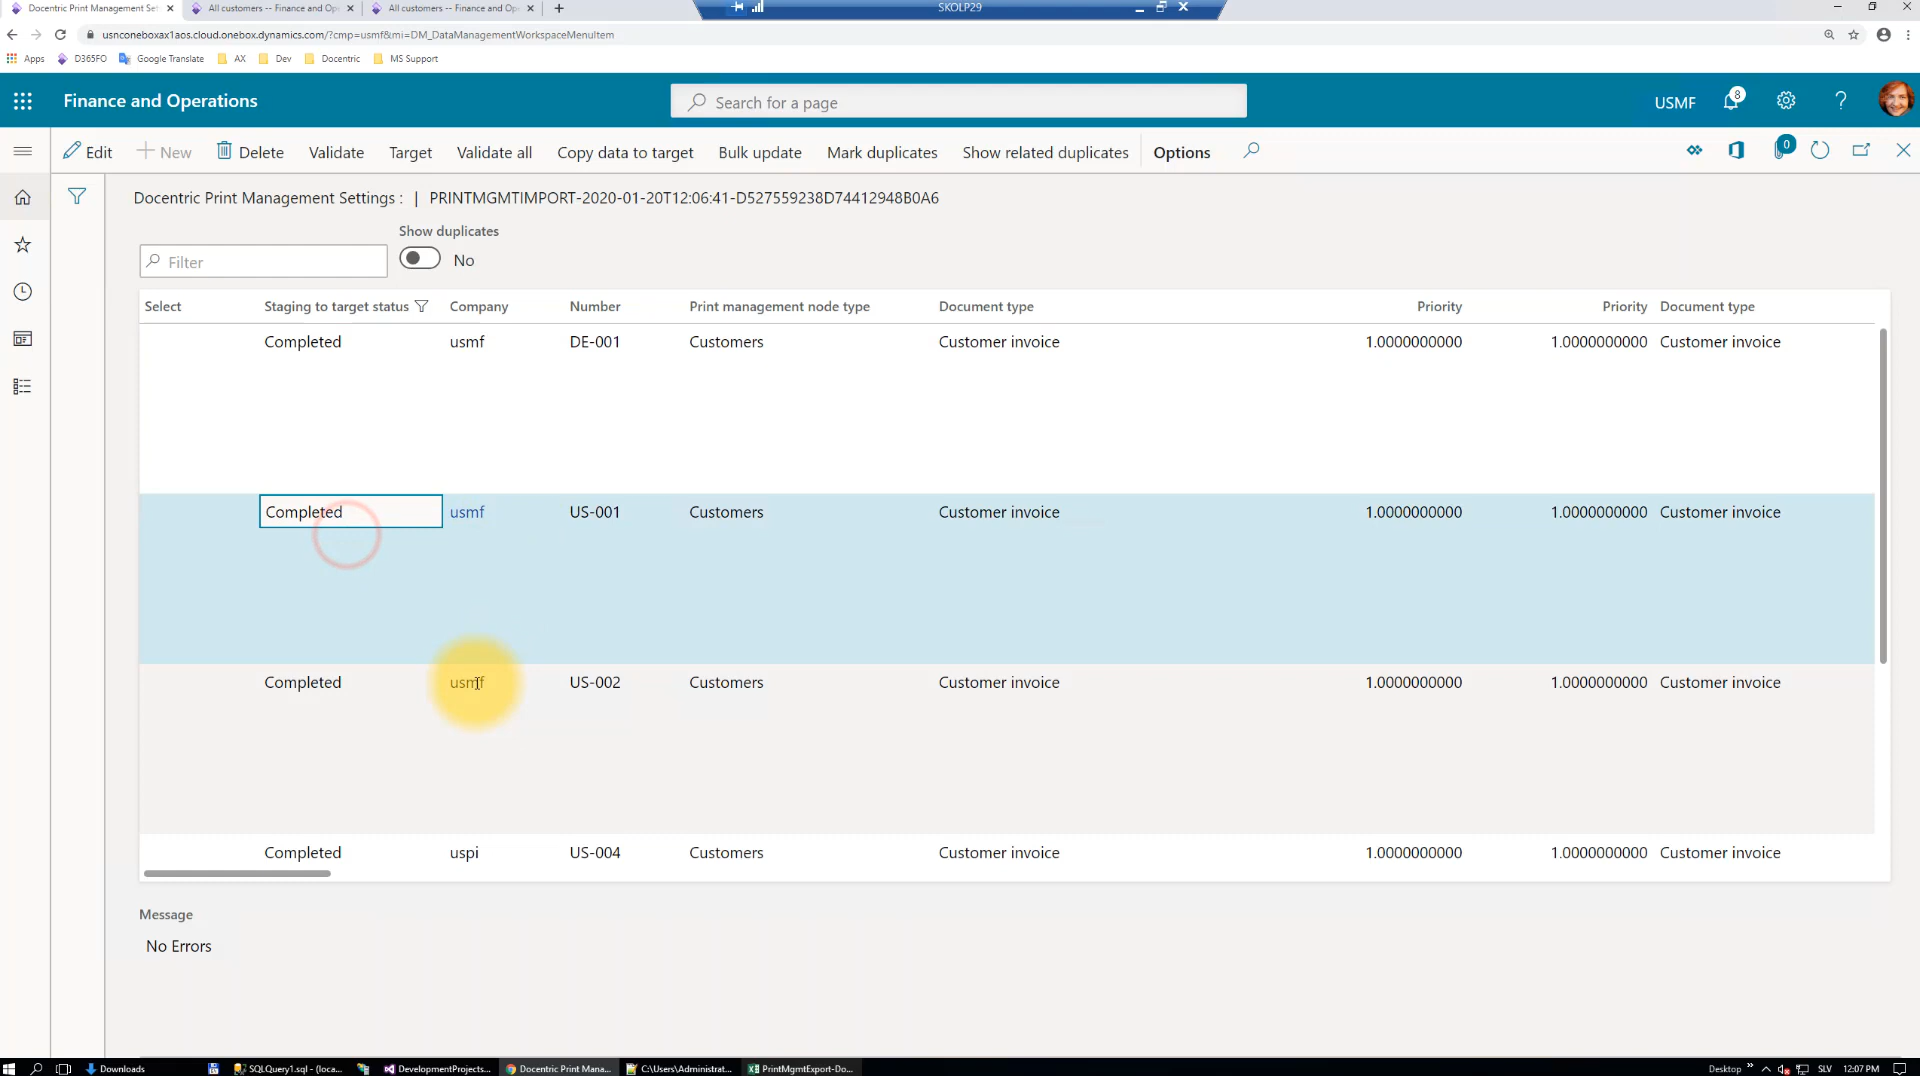 Docentric Print Management Set
All customers -- Finance and Op
All customers -- Finance and Op
SKOLP29
usnconeboxax1aos.cloud.onebox.dynamics.com/?cmp=usmf&mi=DM_DataManagementWorkspaceMenuItem
Apps D365FO Google Translate AX Dev Docentric MS Support
Finance and Operations
Search for a page
USMF
8
Edit New Delete Validate Target Validate all Copy data to target Bulk update Mark duplicates Show related duplicates Options
0
Docentric Print Management Settings : | PRINTMGMTIMPORT-2020-01-20T12:06:41-D527559238D74412948B0A6
Show duplicates
Filter
No
Select Staging to target status Company Number Print management node type Document type Priority Priority Document type
Completed usmf DE-001 Customers Customer invoice 1.0000000000 1.0000000000 Customer invoice
Completed usmf US-001 Customers Customer invoice 1.0000000000 1.0000000000 Customer invoice
Completed usmf US-002 Customers Customer invoice 1.0000000000 1.0000000000 Customer invoice
Completed uspi US-004 Customers Customer invoice 1.0000000000 1.0000000000 Customer invoice
Message
No Errors
Downloads SQLQuery1.sql - (loca... DevelopmentProjects... Docentric Print Mana... C:\Users\Administrat... PrintMgmtExport-Do... Desktop SLV 12:07 PM